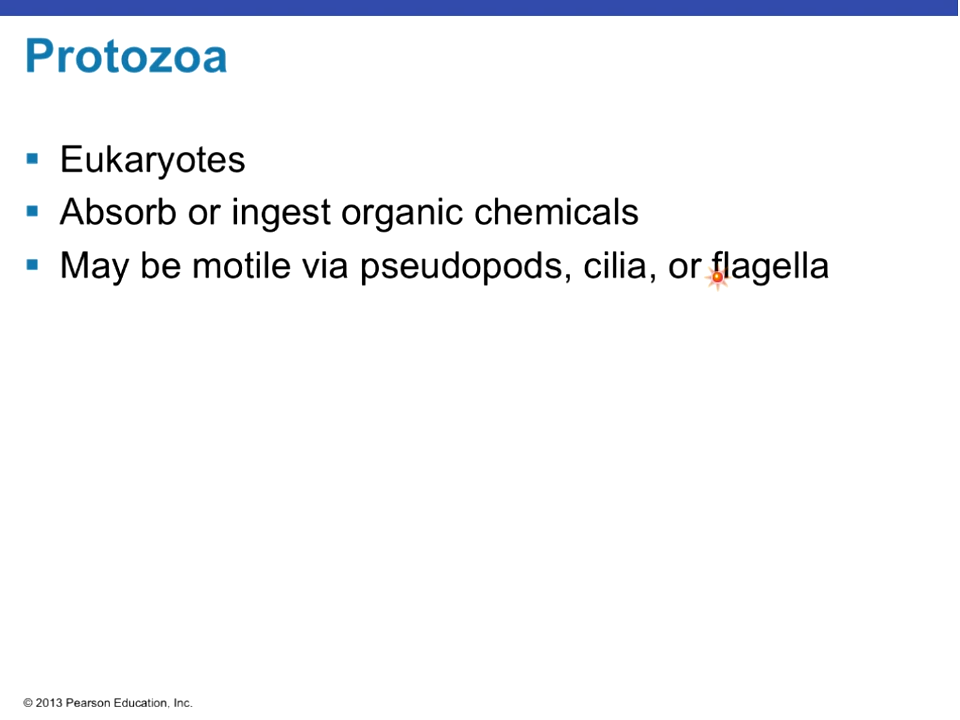 Protozoa
Eukaryotes
Absorb or ingest organic chemicals
May be motile via pseudopods, cilia, or flagella
© 2013 Pearson Education, Inc.